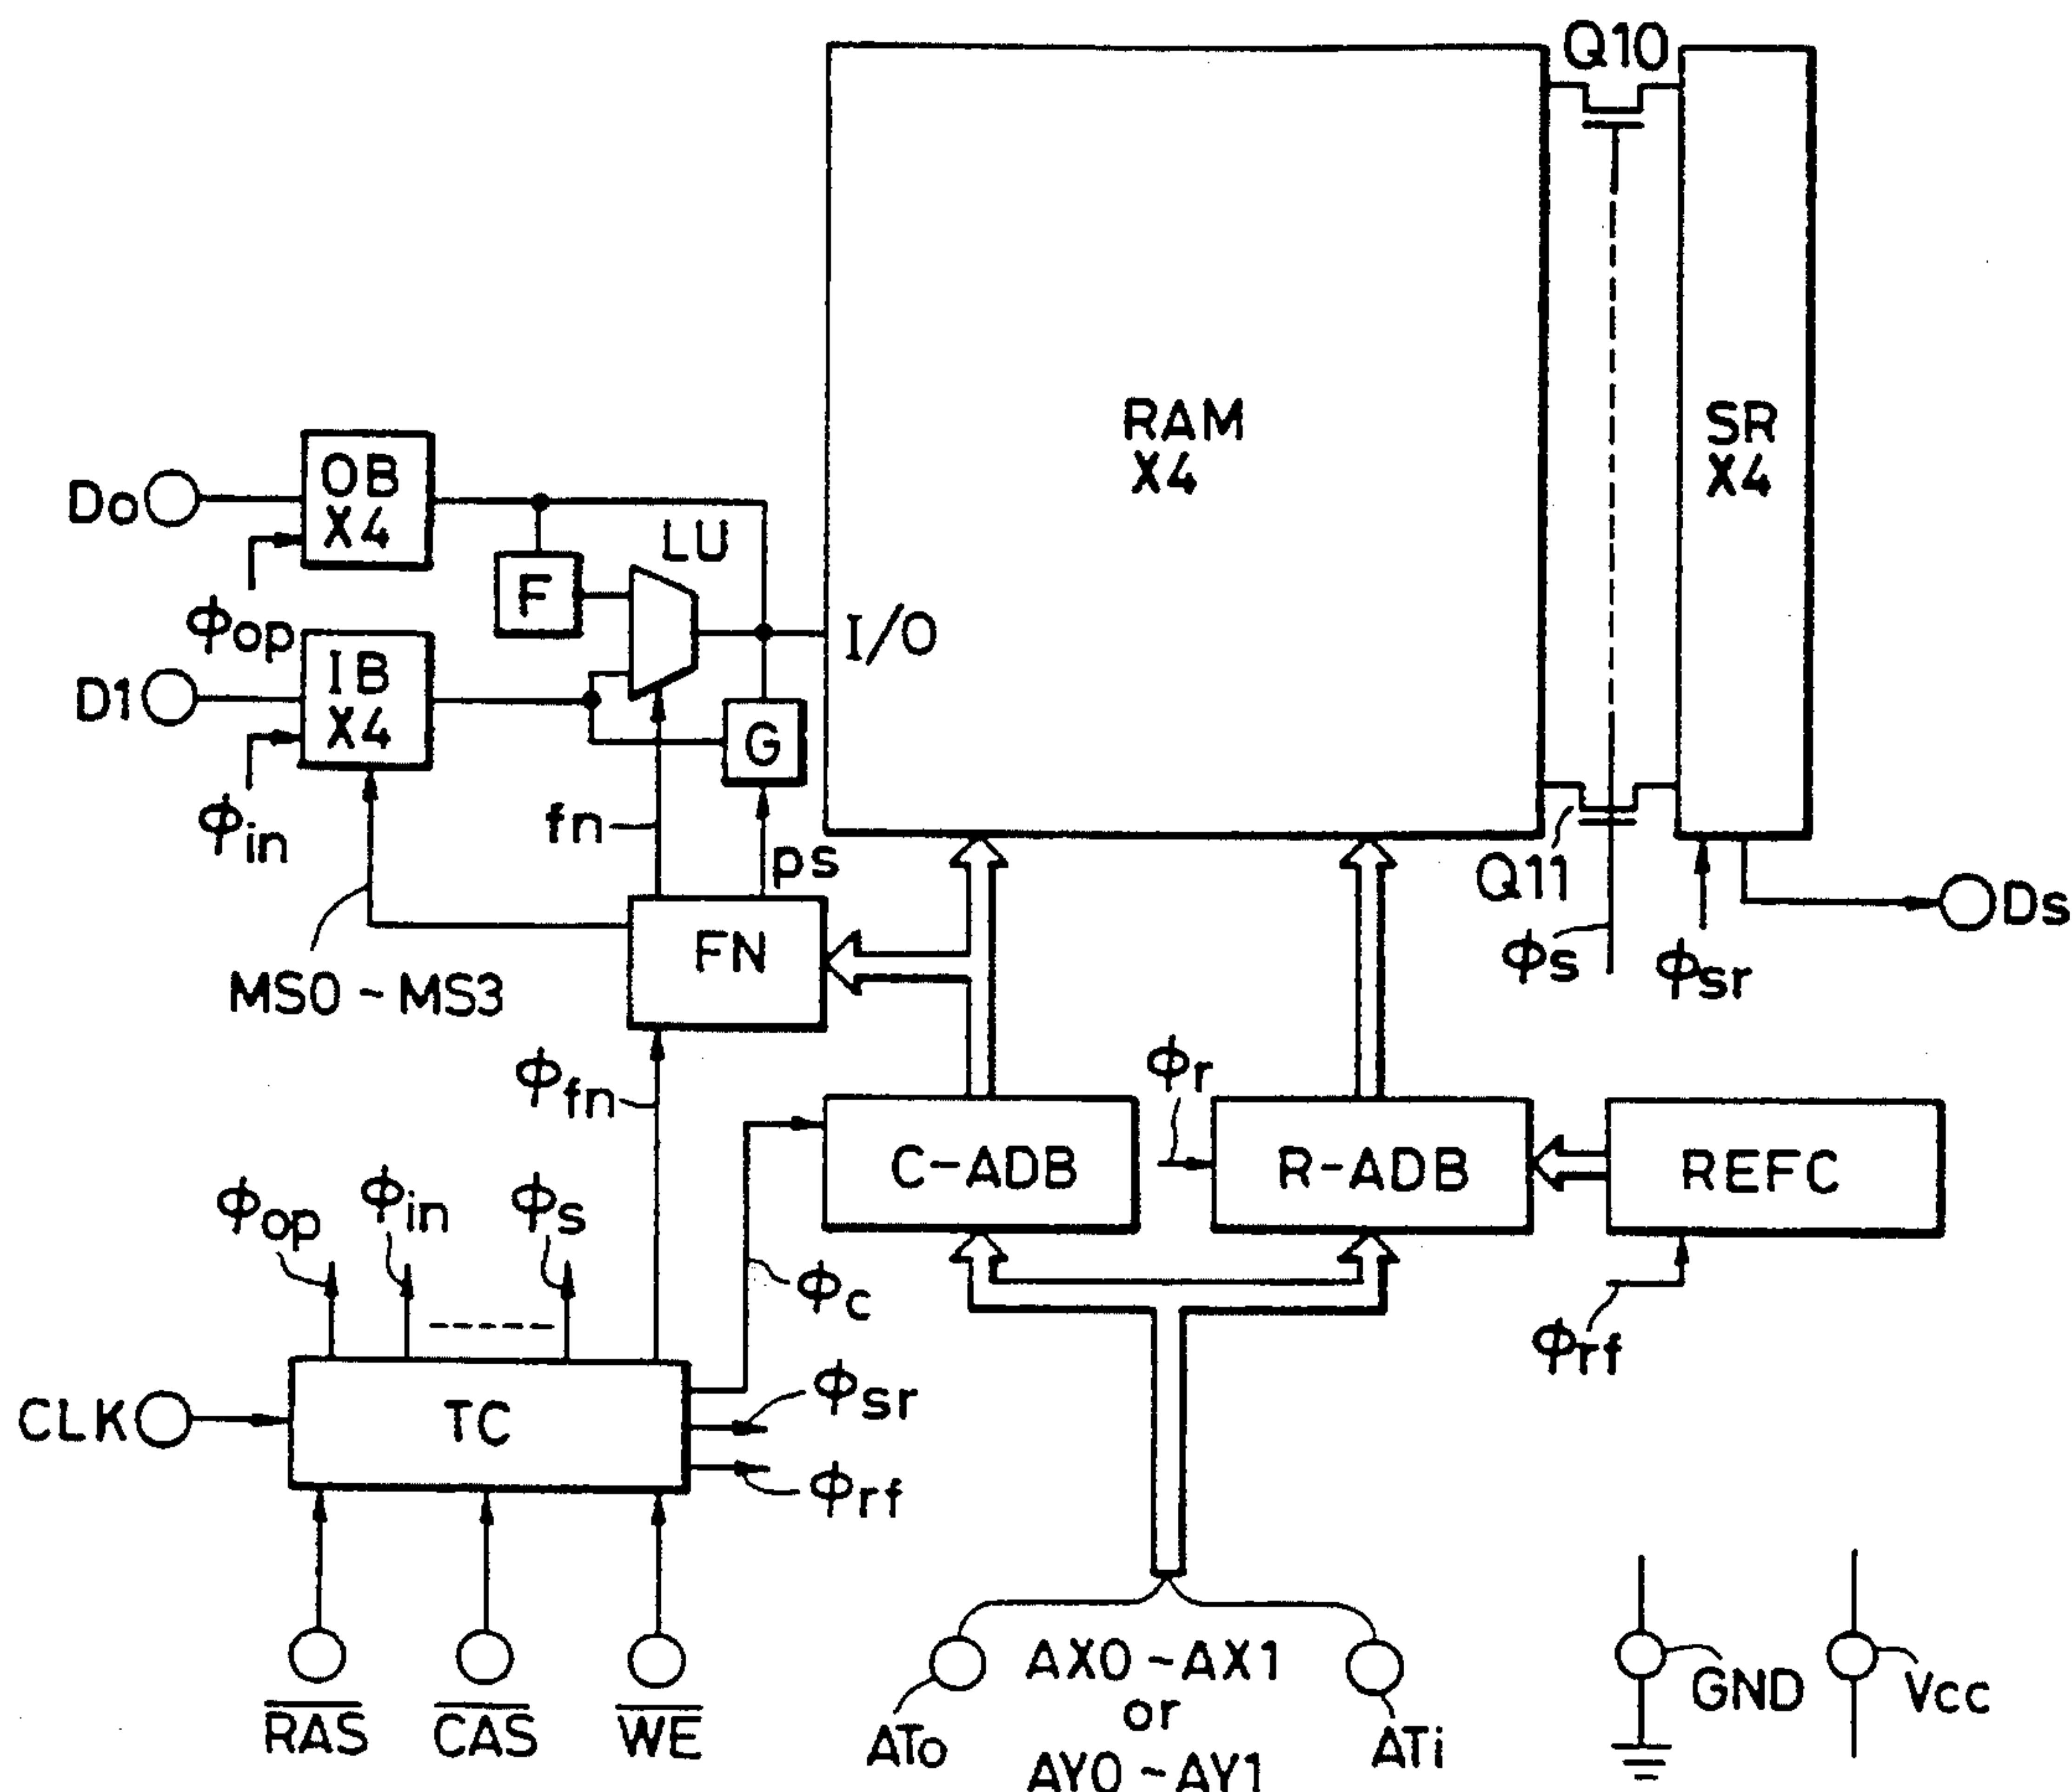 Q10
RAM
X4
SR
X4
Do
OB
X4
LU
F
ϕop
I/O
D1
IB
X4
G
ϕin
fn
ps
Q11
Ds
FN
ϕs
ϕsr
MS0 ~ MS3
ϕfn
ϕr
C-ADB
R-ADB
REFC
ϕop
ϕin
ϕs
ϕc
ϕrf
CLK
TC
ϕsr
ϕrf
RAS
CAS
WE
ATo
AX0 ~ AX1
or
AY0 ~ AY1
ATi
GND
Vcc